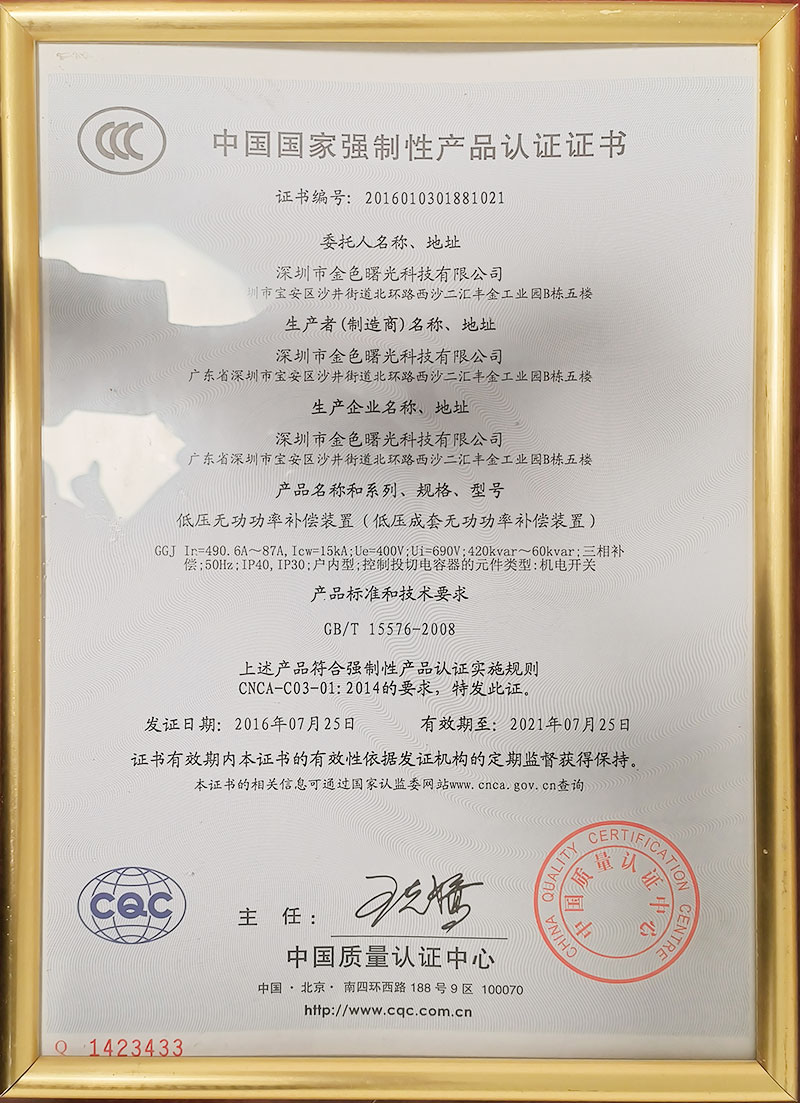 中国国家强制性产品认证证书
证书编号: 2016010301881021
委托人名称、地址
深圳市金色曙光科技有限公司
圳市宝安区沙井街道北环路西沙二汇丰金工业园B栋五楼
生产者(制造商)名称、地址
深圳市金色曙光科技有限公司
广东省深圳市宝安区沙井街道北环路西沙二汇丰金工业园B栋五楼
生产企业名称、地址
深圳市金色曙光科技有限公司
广东省深圳市宝安区沙井街道北环路西沙二汇丰金工业园B栋五楼
产品名称和系列、规格、型号
低压无功功率补偿装置(低压成套无功功率补偿装置)
GGJ In=490.6A～87A,Icw=15kA;Ue=400V;Ui=690V;420kvar～60kvar;三相补
偿;50Hz;IP40,IP30;户内型;控制投切电容器的元件类型:机电开关
产品标准和技术要求
GB/T 15576-2008
上述产品符合强制性产品认证实施规则
CNCA-C03-01:2014的要求, 特发此证。
发证日期: 2016年07月25日 有效期至: 2021年07月25日
证书有效期内本证书的有效性依据发证机构的定期监督获得保持。
本证书的相关信息可通过国家认监委网站www.cnca.gov.cn查询
CQC
主 任:
CHINA QUALITY CERTIFICATION CENTRE
中国质量认证中心
中国质量认证中心
中国·北京·南四环西路 188 号 9 区 100070
http://www.cqc.com.cn
Q 1423433